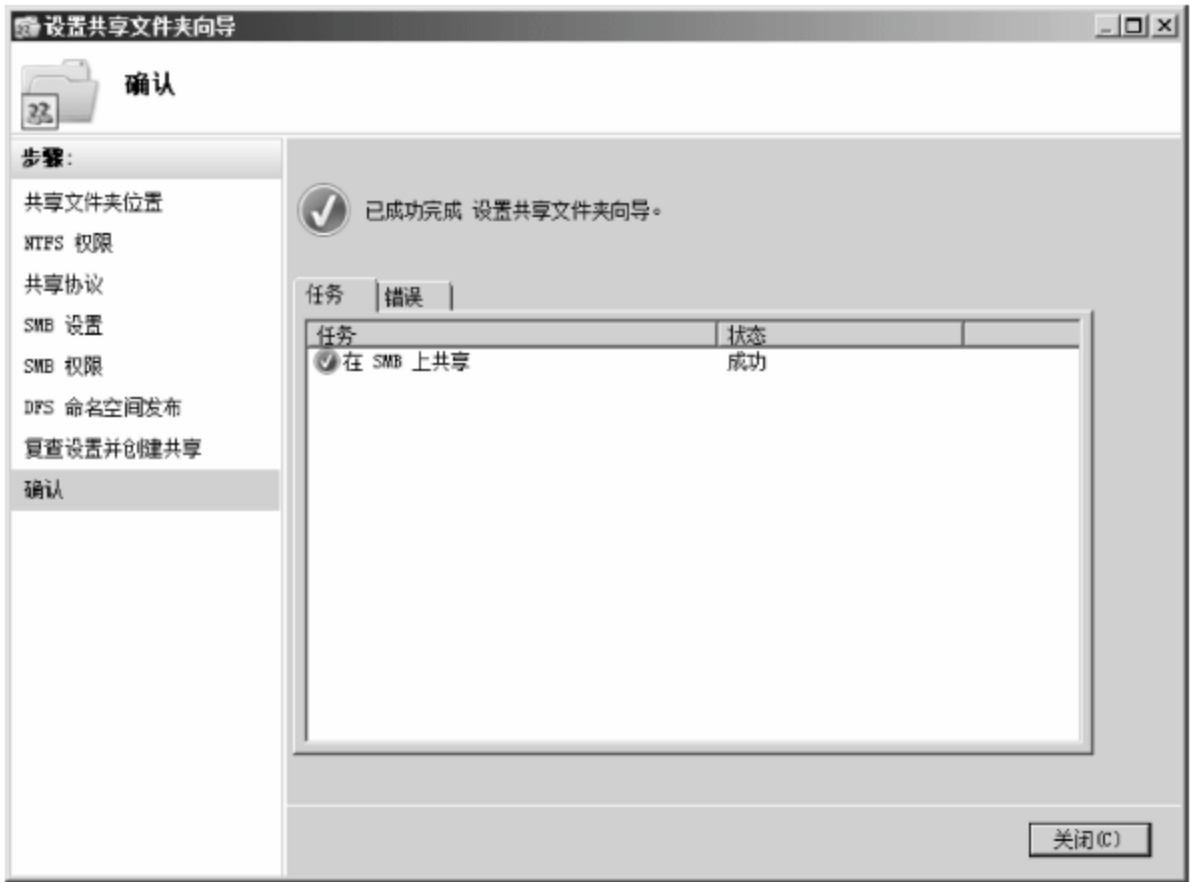 设置共享文件夹向导
确认
步骤:
共享文件夹位置
NTFS 权限
共享协议
SMB 设置
SMB 权限
DFS 命名空间发布
复查设置并创建共享
确认
已成功完成 设置共享文件夹向导。
任务 错误
任务 状态
在 SMB 上共享 成功
关闭(C)